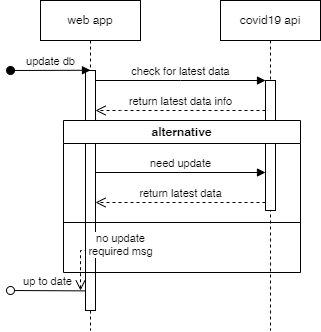 web app
covid19 api
update db
check for latest data
return latest data info
alternative
need update
return latest data
no update
required msg
up to date